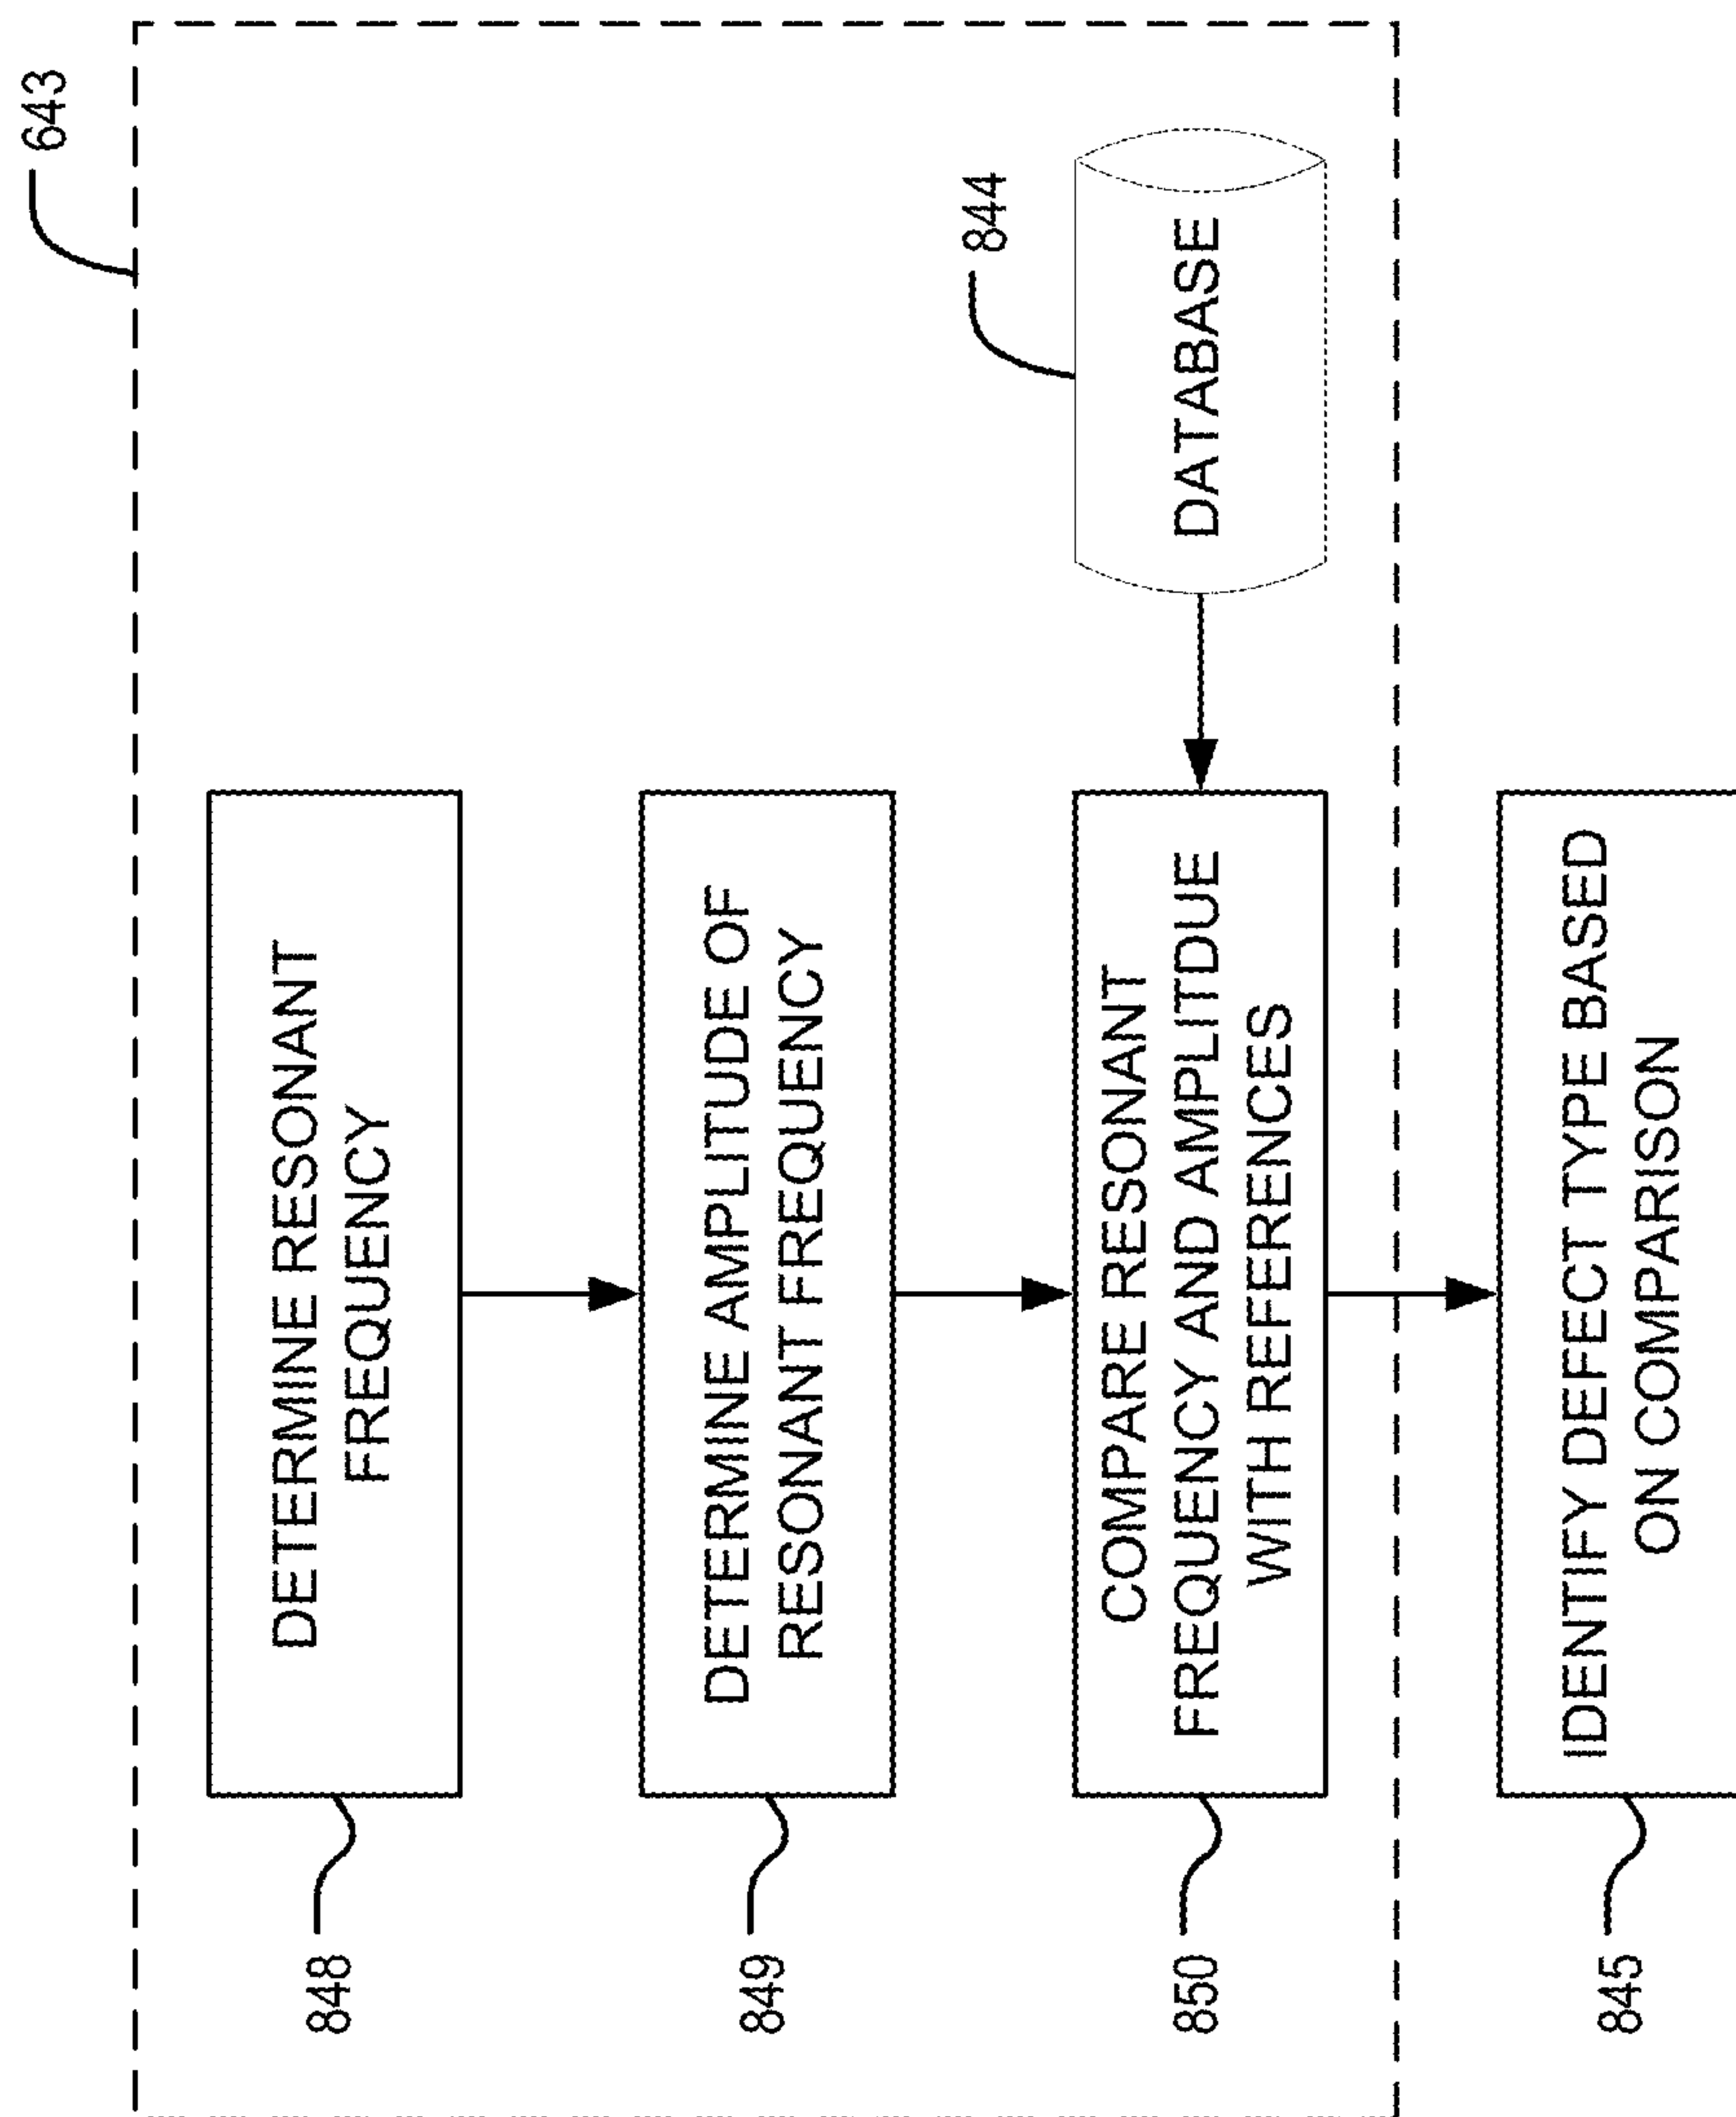 643
848
DETERMINE RESONANT
FREQUENCY
849
DETERMINE AMPLITUDE OF
RESONANT FREQUENCY
850
COMPARE RESONANT
FREQUENCY AND AMPLITDUE
WITH REFERENCES
844
DATABASE
845
IDENTIFY DEFECT TYPE BASED
ON COMPARISON